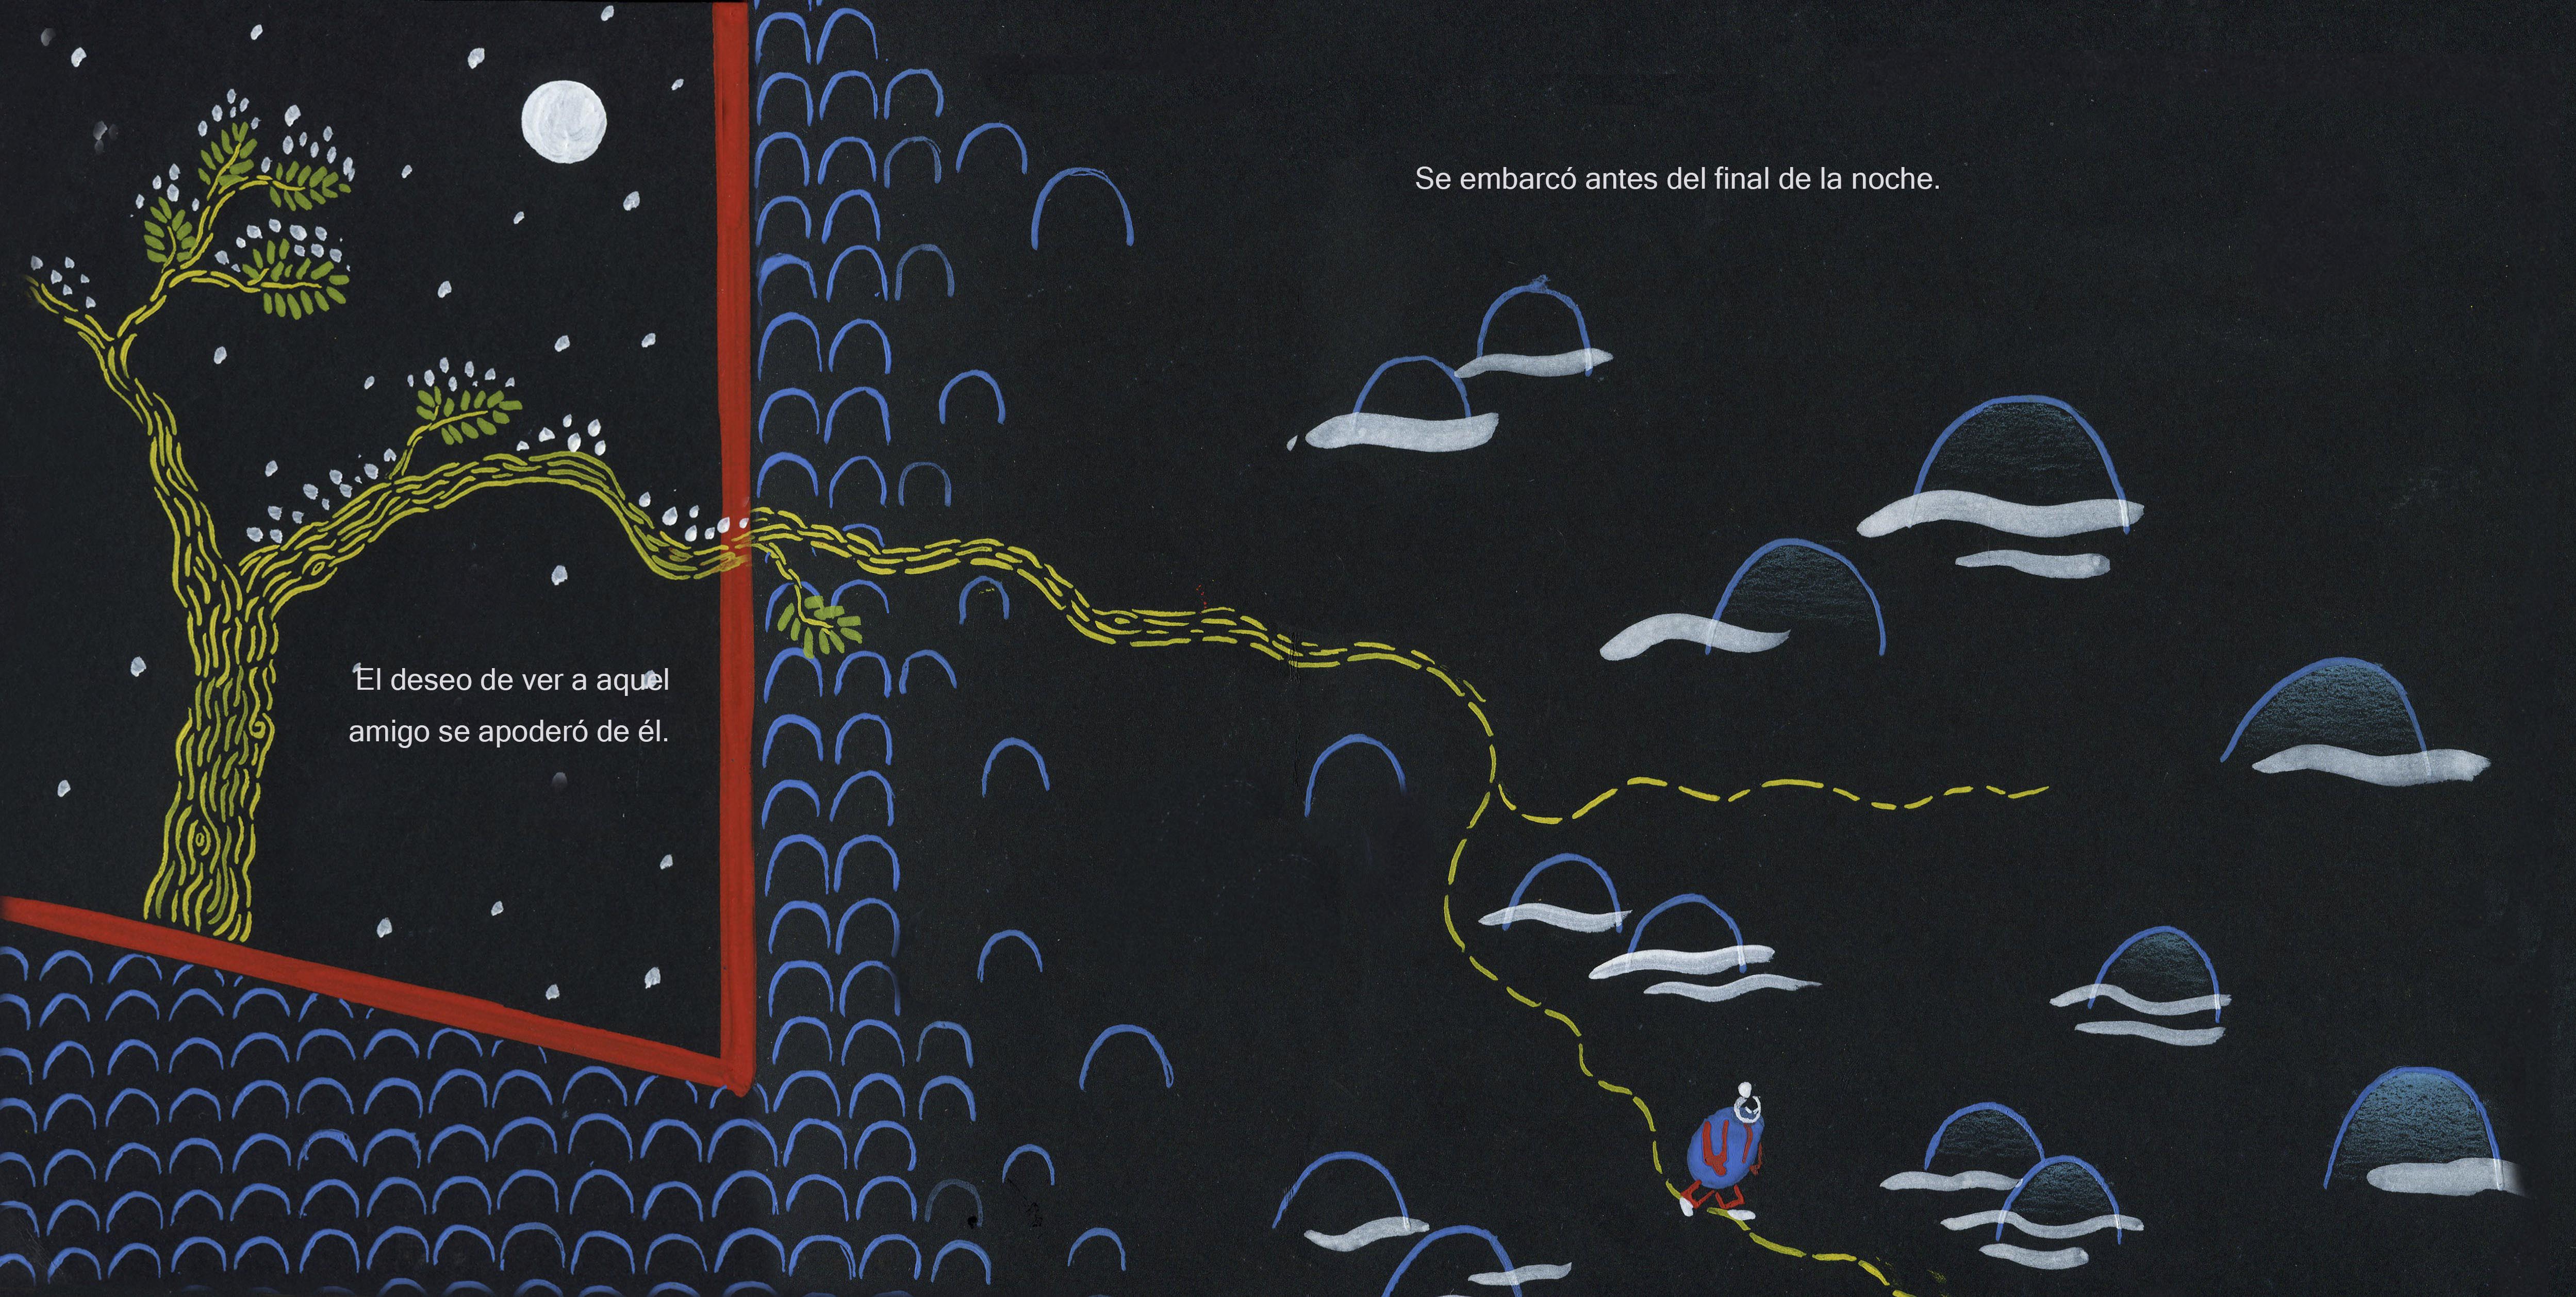 El deseo de ver a aquel
amigo se apoderó de él.
Se embarcó antes del final de la noche.